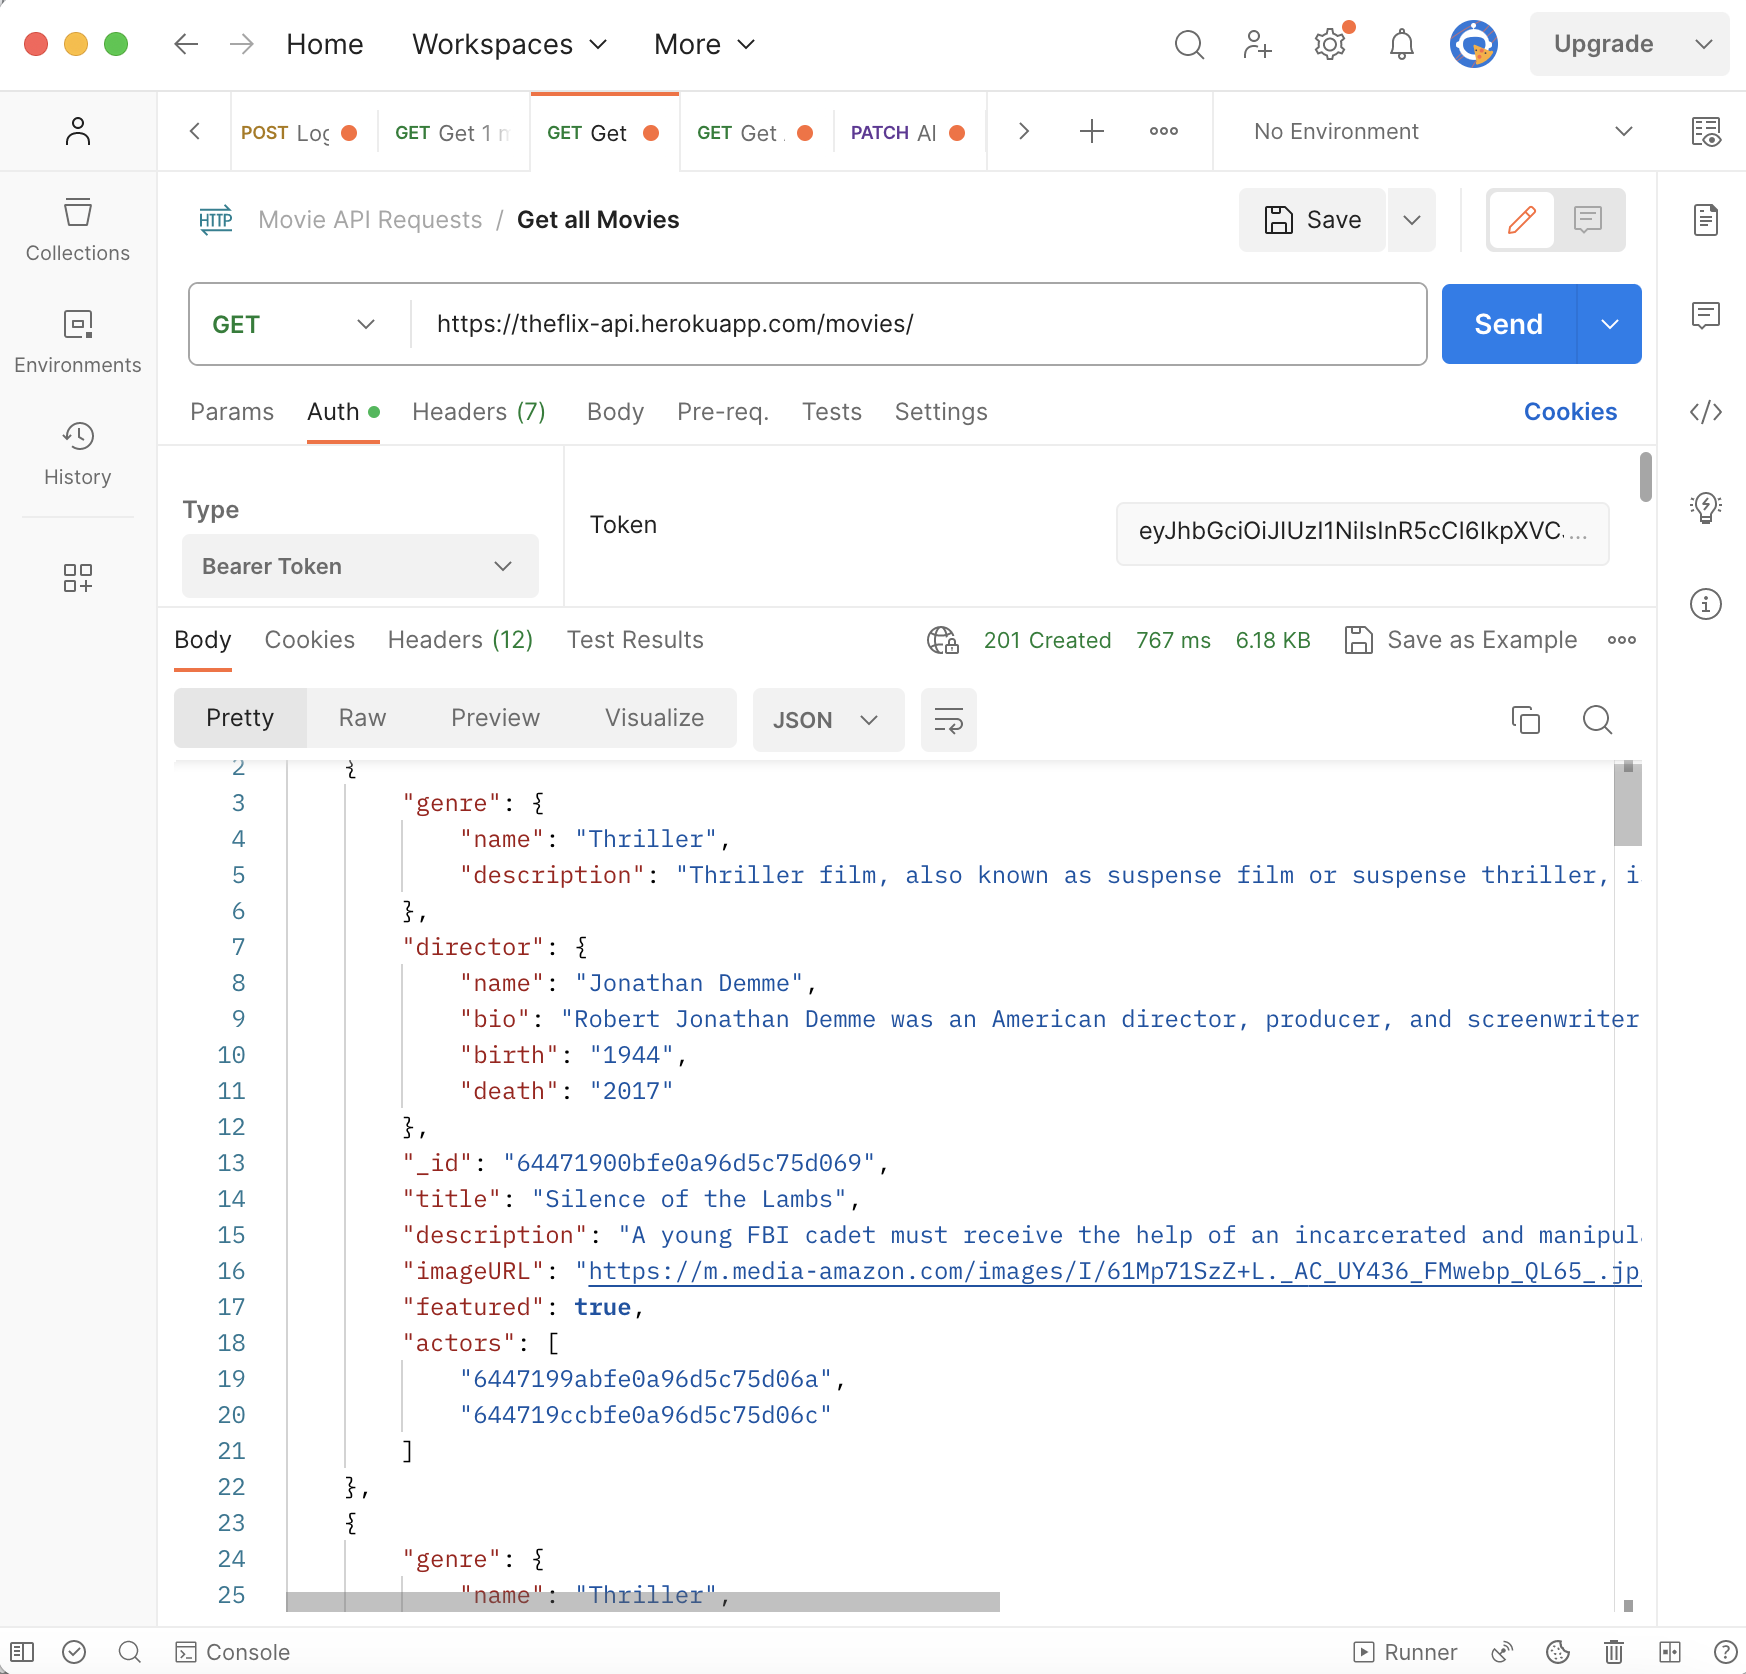 Home Workspaces More Upgrade
POST Log GET Get 1 GET Get GET Get PATCH Al No Environment
HTTP Movie API Requests / Get all Movies Save
Collections
GET https://theflix-api.herokuapp.com/movies/ Send
Environments
Params Auth Headers (7) Body Pre-req. Tests Settings Cookies
History
Type
Token eyJhbGciOiJIUzI1NiIsInR5cCI6IkpXVC...
Bearer Token
Body Cookies Headers (12) Test Results 201 Created 767 ms 6.18 KB Save as Example
Pretty Raw Preview Visualize JSON
2 {
3 "genre": {
4 "name": "Thriller",
5 "description": "Thriller film, also known as suspense film or suspense thriller, i
6 },
7 "director": {
8 "name": "Jonathan Demme",
9 "bio": "Robert Jonathan Demme was an American director, producer, and screenwriter
10 "birth": "1944",
11 "death": "2017"
12 },
13 "_id": "64471900bfe0a96d5c75d069",
14 "title": "Silence of the Lambs",
15 "description": "A young FBI cadet must receive the help of an incarcerated and manipul
16 "imageURL": "https://m.media-amazon.com/images/I/61Mp71SzZ+L._AC_UY436_FMwebp_QL65_.jp
17 "featured": true,
18 "actors": [
19 "6447199abfe0a96d5c75d06a",
20 "644719ccbfe0a96d5c75d06c"
21 ]
22 },
23 {
24 "genre": {
25 "name": "Thriller",
Console Runner